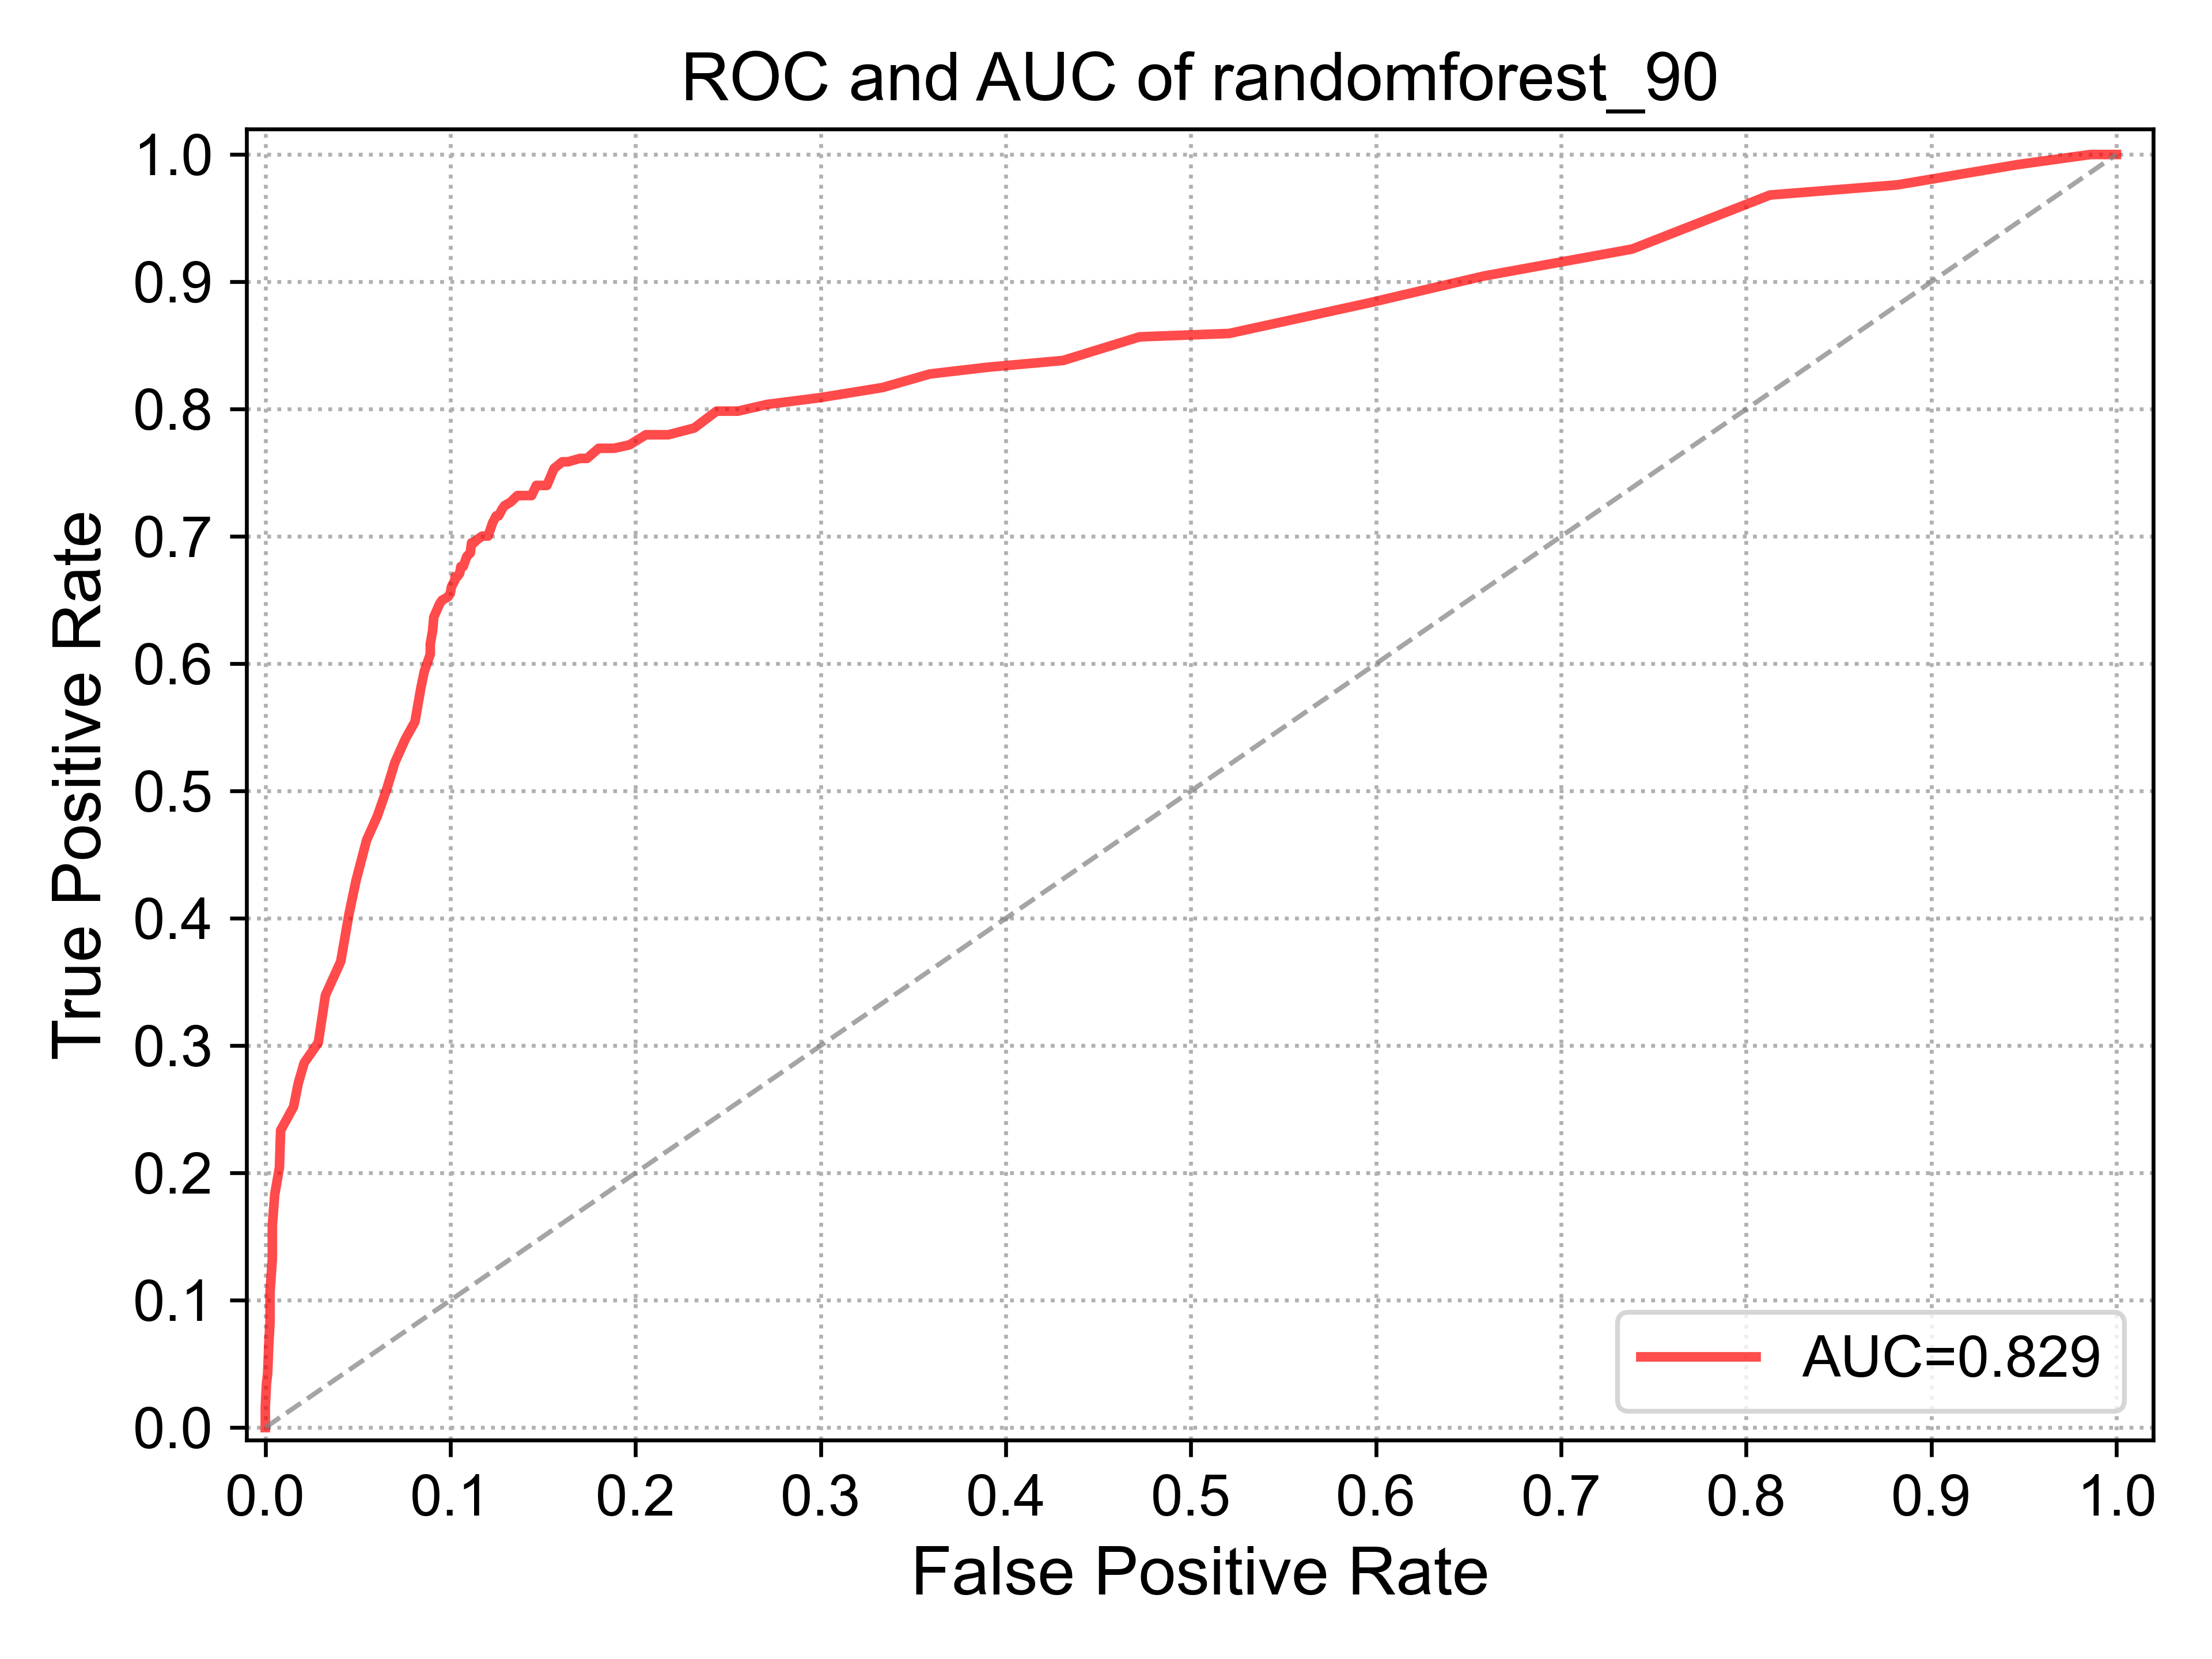 ROC and AUC of randomforest_90
True Positive Rate
1.0
0.9
0.8
0.7
0.6
0.5
0.4
0.3
0.2
0.1
0.0
AUC=0.829
0.0 0.1 0.2 0.3 0.4 0.5 0.6 0.7 0.8 0.9 1.0
False Positive Rate